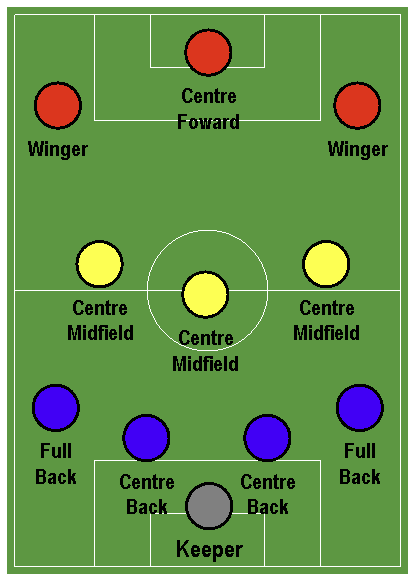 Centre
Foward
Winger
Winger
Centre
Midfield
Centre
Midfield
Centre
Midfield
Full
Back
Centre
Back
Centre
Back
Full
Back
Keeper